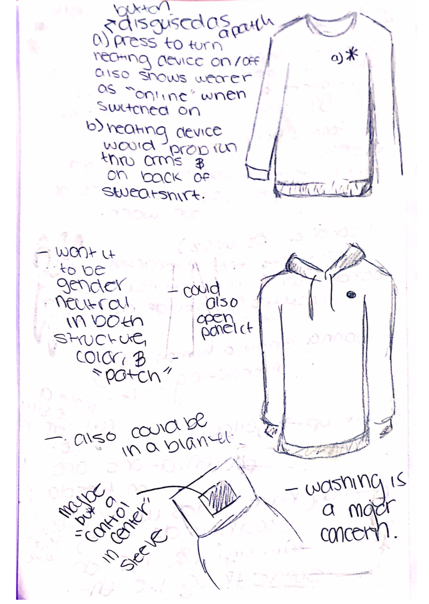 button
disguised as
a patch
a) press to turn
heating device on/off
also shows wearer
as "online" when
switched on
b) heating device
would prob run
thru arms &
on back of
sweatshirt.
a) *
- want it
to be
gender
neutral
in both
structure,
color, &
"patch"
- could
also
open
panel
-
- also could be
in a blanket.
maybe
put a
"control
center"
in
sleeve
- washing is
a major
concern.